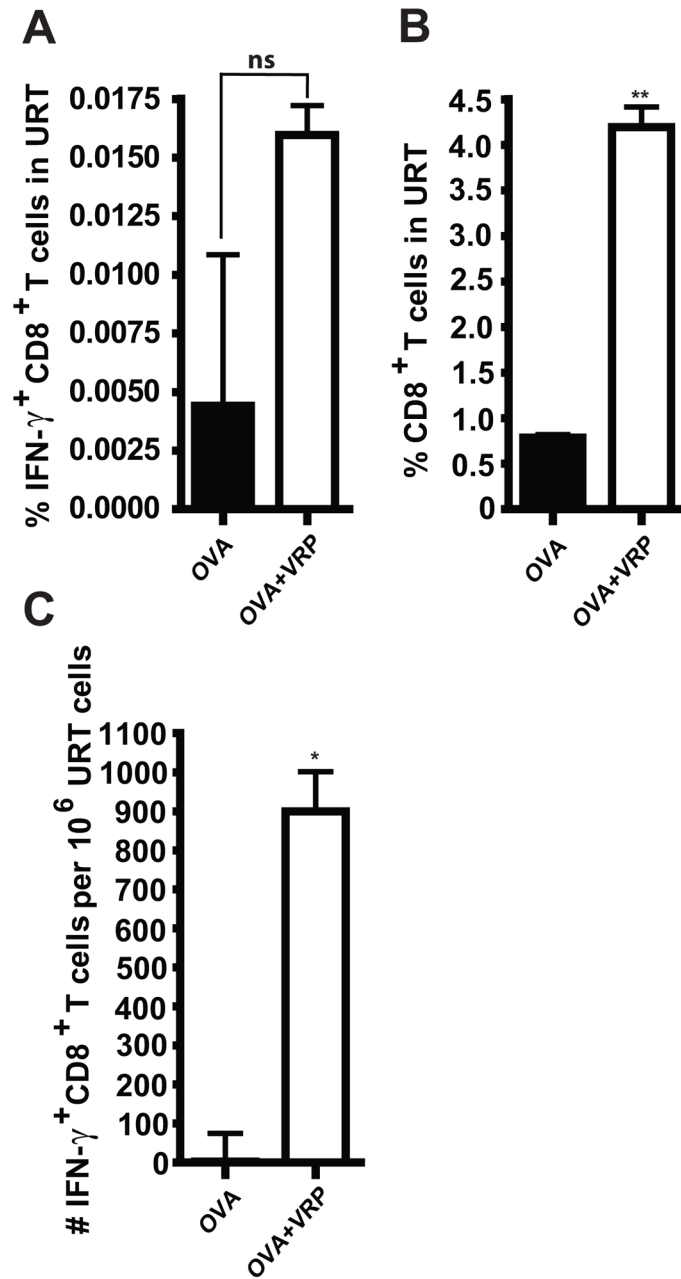 A
ns
% IFN-γ⁺ CD8⁺ T cells in URT
0.0175
0.0150
0.0125
0.0100
0.0075
0.0050
0.0025
0.0000
OVA
OVA+VRP
B
**
% CD8⁺ T cells in URT
4.5
4.0
3.5
3.0
2.5
2.0
1.5
1.0
0.5
0
OVA
OVA+VRP
C
*
# IFN-γ⁺CD8⁺ T cells per 10⁶ URT cells
1100
1000
900
800
700
600
500
400
300
200
100
0
OVA
OVA+VRP